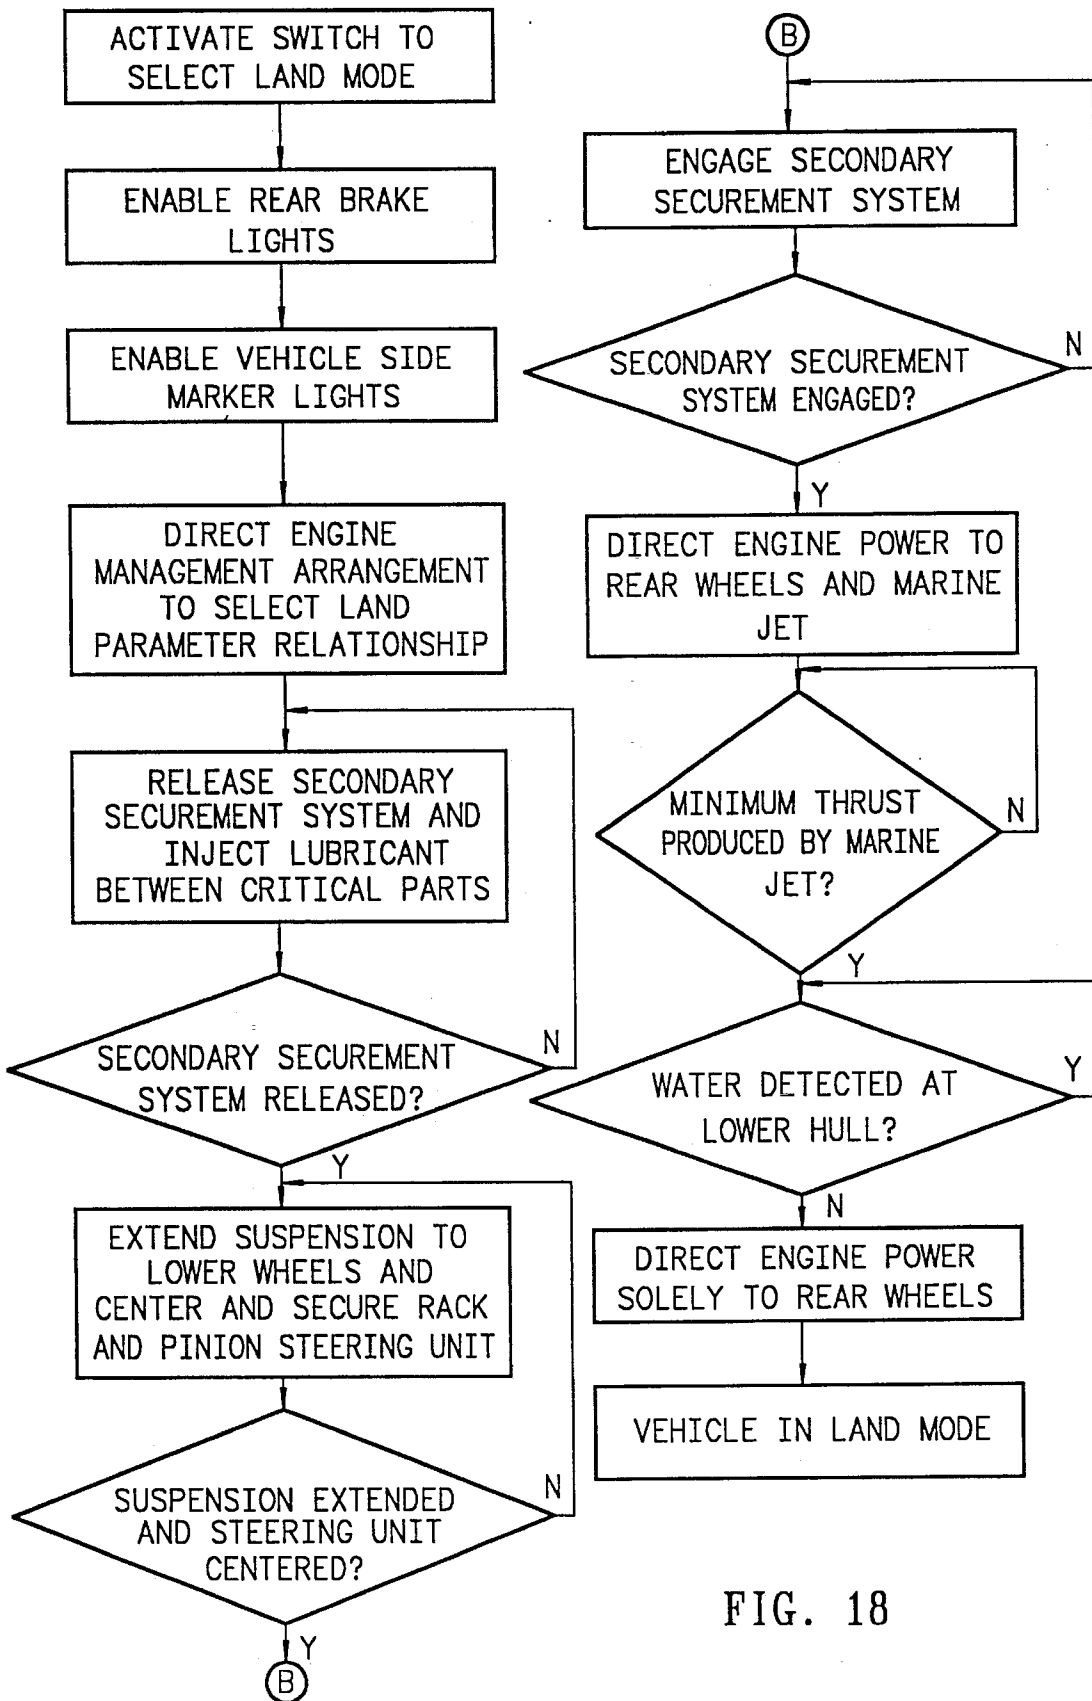 ACTIVATE SWITCH TO
SELECT LAND MODE
ENABLE REAR BRAKE
LIGHTS
ENABLE VEHICLE SIDE
MARKER LIGHTS
DIRECT ENGINE
MANAGEMENT ARRANGEMENT
TO SELECT LAND
PARAMETER RELATIONSHIP
RELEASE SECONDARY
SECUREMENT SYSTEM AND
INJECT LUBRICANT
BETWEEN CRITICAL PARTS
SECONDARY SECUREMENT
SYSTEM RELEASED?
N
Y
EXTEND SUSPENSION TO
LOWER WHEELS AND
CENTER AND SECURE RACK
AND PINION STEERING UNIT
SUSPENSION EXTENDED
AND STEERING UNIT
CENTERED?
N
Y
B
B
ENGAGE SECONDARY
SECUREMENT SYSTEM
SECONDARY SECUREMENT
SYSTEM ENGAGED?
N
Y
DIRECT ENGINE POWER TO
REAR WHEELS AND MARINE
JET
MINIMUM THRUST
PRODUCED BY MARINE
JET?
N
Y
WATER DETECTED AT
LOWER HULL?
Y
N
DIRECT ENGINE POWER
SOLELY TO REAR WHEELS
VEHICLE IN LAND MODE
FIG. 18